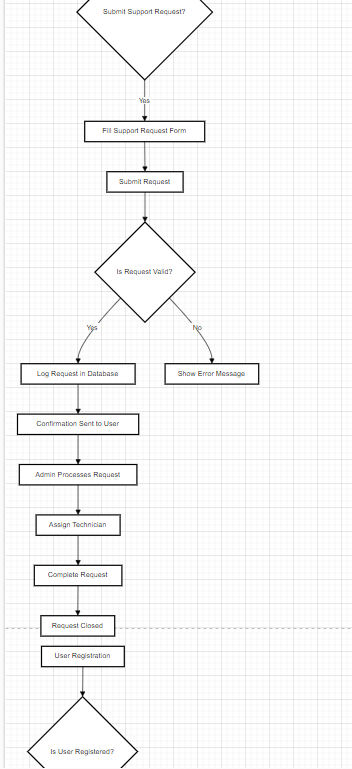 Submit Support Request?
Yes
Fill Support Request Form
Submit Request
Is Request Valid?
Yes
No
Log Request in Database
Show Error Message
Confirmation Sent to User
Admin Processes Request
Assign Technician
Complete Request
Request Closed
User Registration
Is User Registered?